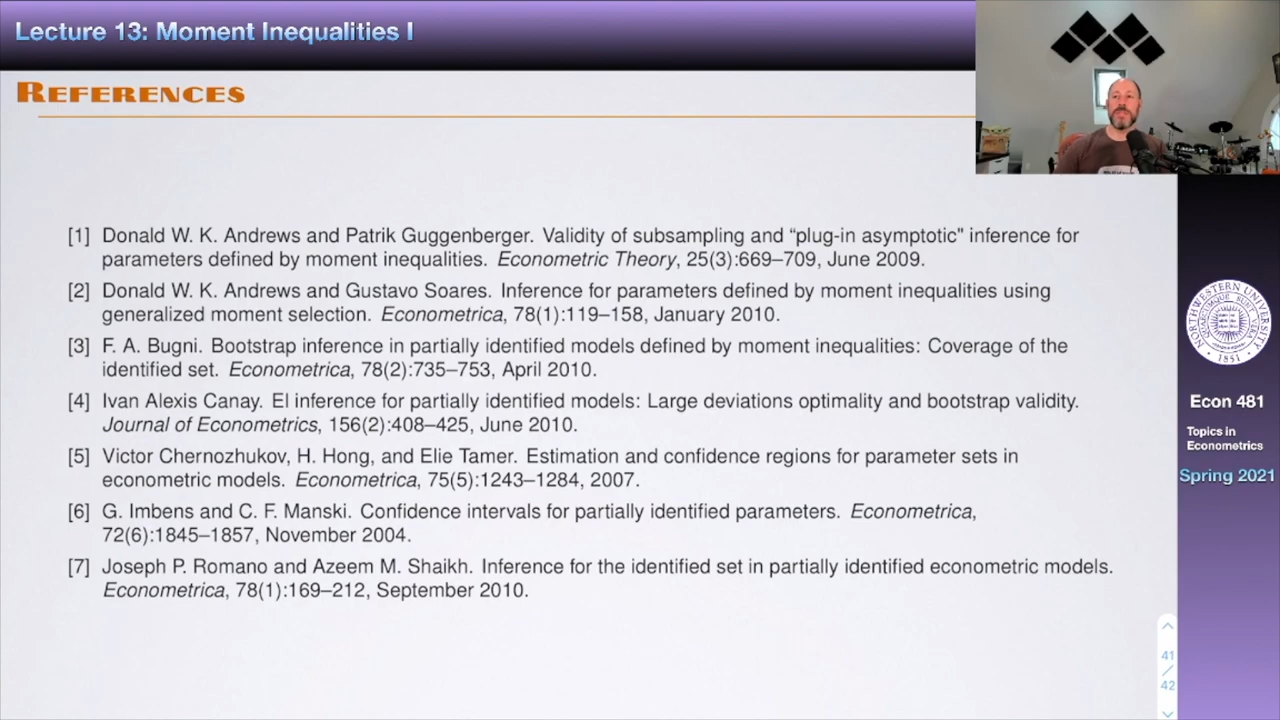 Lecture 13: Moment Inequalities I
References
[1] Donald W. K. Andrews and Patrik Guggenberger. Validity of subsampling and “plug-in asymptotic" inference for
parameters defined by moment inequalities. Econometric Theory, 25(3):669–709, June 2009.
[2] Donald W. K. Andrews and Gustavo Soares. Inference for parameters defined by moment inequalities using
generalized moment selection. Econometrica, 78(1):119–158, January 2010.
[3] F. A. Bugni. Bootstrap inference in partially identified models defined by moment inequalities: Coverage of the
identified set. Econometrica, 78(2):735–753, April 2010.
[4] Ivan Alexis Canay. El inference for partially identified models: Large deviations optimality and bootstrap validity.
Journal of Econometrics, 156(2):408–425, June 2010.
[5] Victor Chernozhukov, H. Hong, and Elie Tamer. Estimation and confidence regions for parameter sets in
econometric models. Econometrica, 75(5):1243–1284, 2007.
[6] G. Imbens and C. F. Manski. Confidence intervals for partially identified parameters. Econometrica,
72(6):1845–1857, November 2004.
[7] Joseph P. Romano and Azeem M. Shaikh. Inference for the identified set in partially identified econometric models.
Econometrica, 78(1):169–212, September 2010.
NORTHWESTERN UNIVERSITY
1851
Econ 481
Topics in
Econometrics
Spring 2021
41
/
42